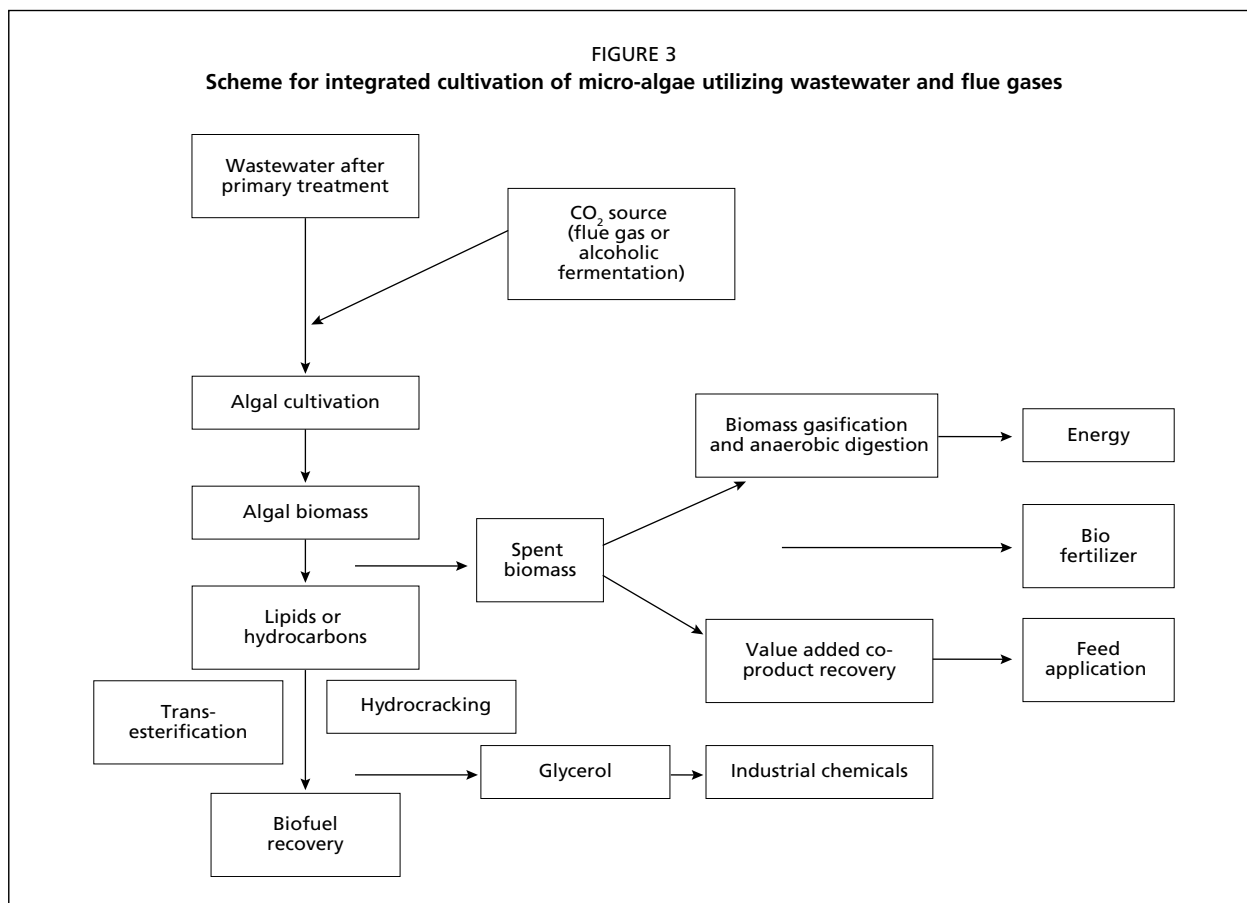 FIGURE 3
Scheme for integrated cultivation of micro-algae utilizing wastewater and flue gases
Wastewater after
primary treatment
CO₂ source
(flue gas or
alcoholic
fermentation)
Algal cultivation
Biomass gasification
and anaerobic digestion
Energy
Algal biomass
Spent
biomass
Bio
fertilizer
Lipids or
hydrocarbons
Value added co-
product recovery
Feed
application
Trans-
esterification
Hydrocracking
Glycerol
Industrial chemicals
Biofuel
recovery